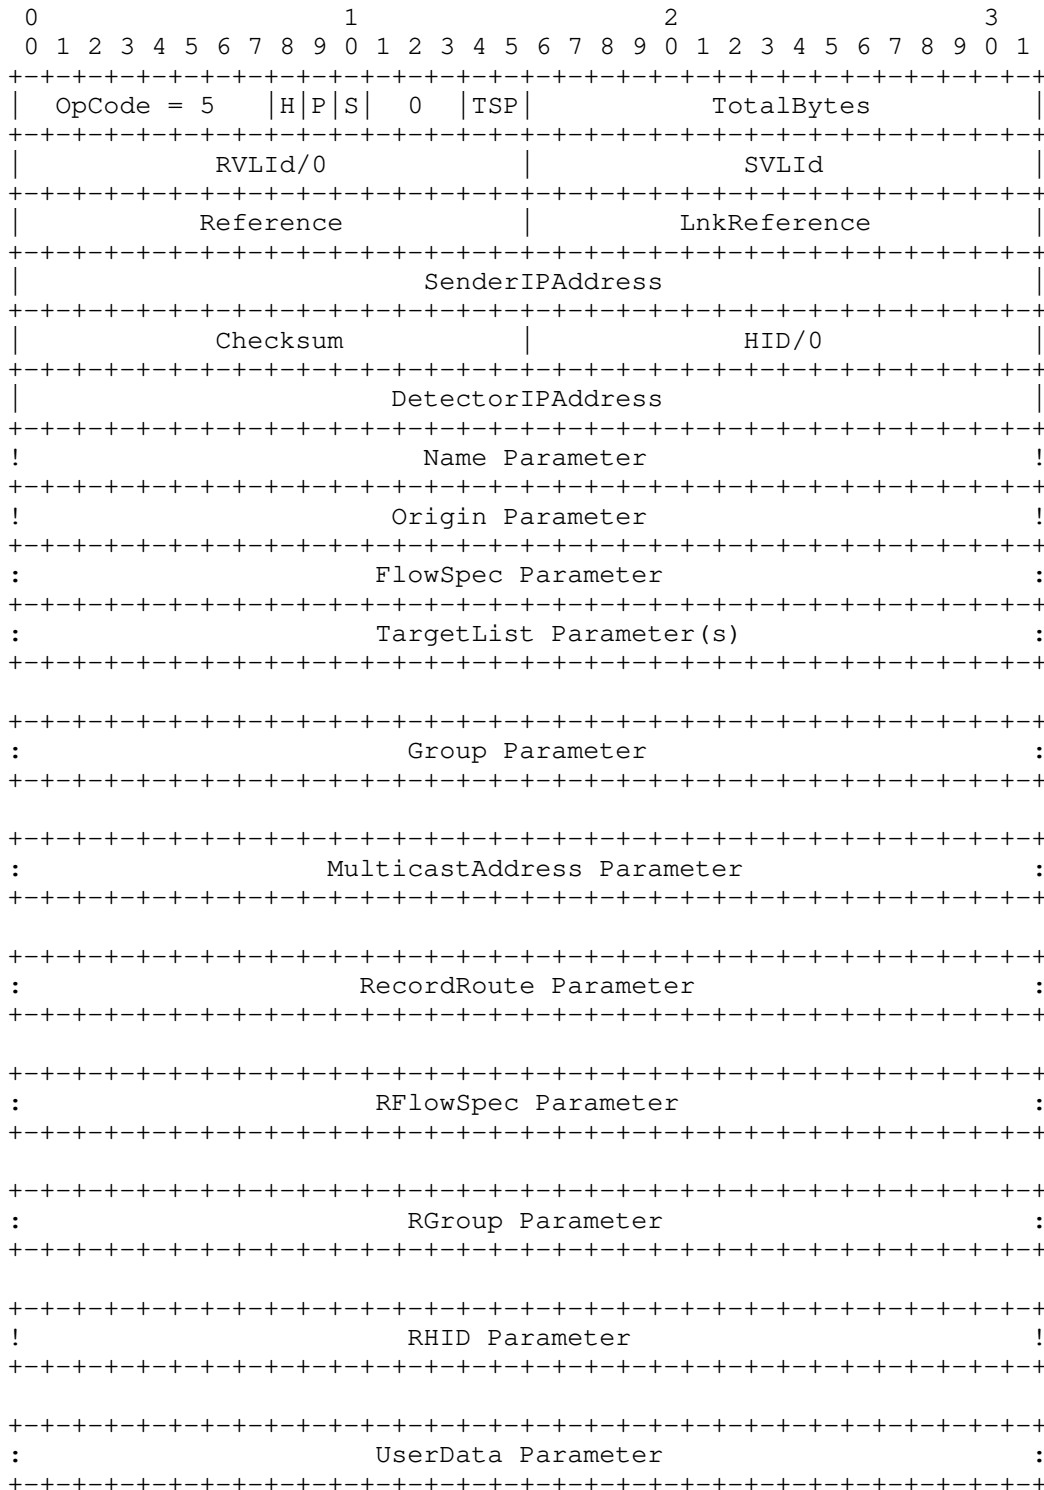 0                   1                   2                   3
 0 1 2 3 4 5 6 7 8 9 0 1 2 3 4 5 6 7 8 9 0 1 2 3 4 5 6 7 8 9 0 1
+-+-+-+-+-+-+-+-+-+-+-+-+-+-+-+-+-+-+-+-+-+-+-+-+-+-+-+-+-+-+-+-+
|  OpCode = 5   |H|P|S|  0  |TSP|           TotalBytes          |
+-+-+-+-+-+-+-+-+-+-+-+-+-+-+-+-+-+-+-+-+-+-+-+-+-+-+-+-+-+-+-+-+
|            RVLId/0            |             SVLId             |
+-+-+-+-+-+-+-+-+-+-+-+-+-+-+-+-+-+-+-+-+-+-+-+-+-+-+-+-+-+-+-+-+
|           Reference           |         LnkReference          |
+-+-+-+-+-+-+-+-+-+-+-+-+-+-+-+-+-+-+-+-+-+-+-+-+-+-+-+-+-+-+-+-+
|                         SenderIPAddress                       |
+-+-+-+-+-+-+-+-+-+-+-+-+-+-+-+-+-+-+-+-+-+-+-+-+-+-+-+-+-+-+-+-+
|            Checksum           |             HID/0             |
+-+-+-+-+-+-+-+-+-+-+-+-+-+-+-+-+-+-+-+-+-+-+-+-+-+-+-+-+-+-+-+-+
|                       DetectorIPAddress                       |
+-+-+-+-+-+-+-+-+-+-+-+-+-+-+-+-+-+-+-+-+-+-+-+-+-+-+-+-+-+-+-+-+
!                         Name Parameter                        !
+-+-+-+-+-+-+-+-+-+-+-+-+-+-+-+-+-+-+-+-+-+-+-+-+-+-+-+-+-+-+-+-+
!                       Origin Parameter                        !
+-+-+-+-+-+-+-+-+-+-+-+-+-+-+-+-+-+-+-+-+-+-+-+-+-+-+-+-+-+-+-+-+
:                      FlowSpec Parameter                       :
+-+-+-+-+-+-+-+-+-+-+-+-+-+-+-+-+-+-+-+-+-+-+-+-+-+-+-+-+-+-+-+-+
:                      TargetList Parameter(s)                  :
+-+-+-+-+-+-+-+-+-+-+-+-+-+-+-+-+-+-+-+-+-+-+-+-+-+-+-+-+-+-+-+-+

+-+-+-+-+-+-+-+-+-+-+-+-+-+-+-+-+-+-+-+-+-+-+-+-+-+-+-+-+-+-+-+-+
:                        Group Parameter                        :
+-+-+-+-+-+-+-+-+-+-+-+-+-+-+-+-+-+-+-+-+-+-+-+-+-+-+-+-+-+-+-+-+

+-+-+-+-+-+-+-+-+-+-+-+-+-+-+-+-+-+-+-+-+-+-+-+-+-+-+-+-+-+-+-+-+
:                   MulticastAddress Parameter                  :
+-+-+-+-+-+-+-+-+-+-+-+-+-+-+-+-+-+-+-+-+-+-+-+-+-+-+-+-+-+-+-+-+

+-+-+-+-+-+-+-+-+-+-+-+-+-+-+-+-+-+-+-+-+-+-+-+-+-+-+-+-+-+-+-+-+
:                     RecordRoute Parameter                     :
+-+-+-+-+-+-+-+-+-+-+-+-+-+-+-+-+-+-+-+-+-+-+-+-+-+-+-+-+-+-+-+-+

+-+-+-+-+-+-+-+-+-+-+-+-+-+-+-+-+-+-+-+-+-+-+-+-+-+-+-+-+-+-+-+-+
:                      RFlowSpec Parameter                      :
+-+-+-+-+-+-+-+-+-+-+-+-+-+-+-+-+-+-+-+-+-+-+-+-+-+-+-+-+-+-+-+-+

+-+-+-+-+-+-+-+-+-+-+-+-+-+-+-+-+-+-+-+-+-+-+-+-+-+-+-+-+-+-+-+-+
:                        RGroup Parameter                       :
+-+-+-+-+-+-+-+-+-+-+-+-+-+-+-+-+-+-+-+-+-+-+-+-+-+-+-+-+-+-+-+-+

+-+-+-+-+-+-+-+-+-+-+-+-+-+-+-+-+-+-+-+-+-+-+-+-+-+-+-+-+-+-+-+-+
!                        RHID Parameter                         !
+-+-+-+-+-+-+-+-+-+-+-+-+-+-+-+-+-+-+-+-+-+-+-+-+-+-+-+-+-+-+-+-+

+-+-+-+-+-+-+-+-+-+-+-+-+-+-+-+-+-+-+-+-+-+-+-+-+-+-+-+-+-+-+-+-+
:                      UserData Parameter                       :
+-+-+-+-+-+-+-+-+-+-+-+-+-+-+-+-+-+-+-+-+-+-+-+-+-+-+-+-+-+-+-+-+